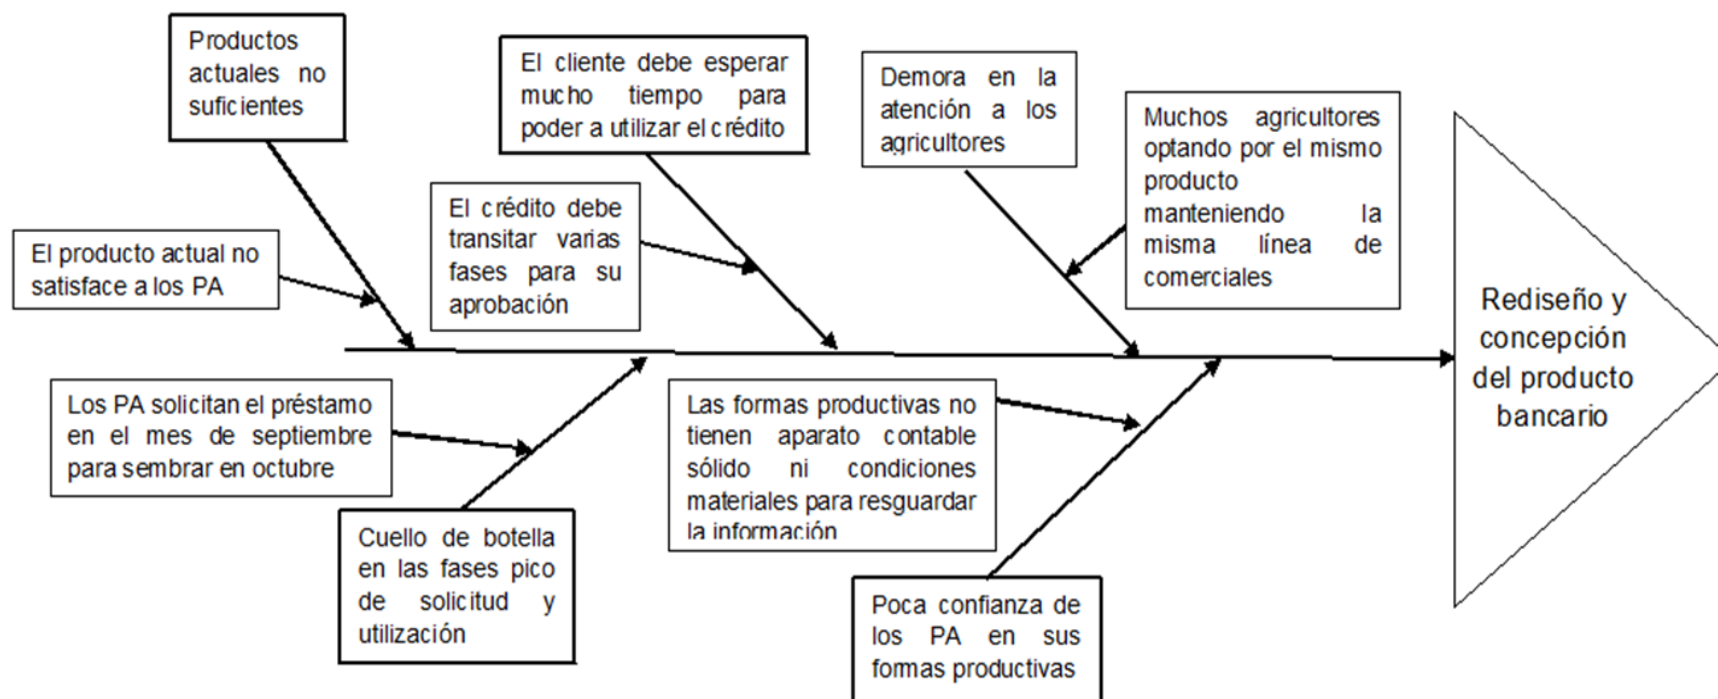 Productos
actuales no
suficientes
El cliente debe esperar
mucho tiempo para
poder a utilizar el crédito
Demora en la
atención a los
agricultores
Muchos agricultores
optando por el mismo
producto
manteniendo la
misma línea de
comerciales
El crédito debe
transitar varias
fases para su
aprobación
El producto actual no
satisface a los PA
Rediseño y
concepción
del producto
bancario
Los PA solicitan el préstamo
en el mes de septiembre
para sembrar en octubre
Las formas productivas no
tienen aparato contable
sólido ni condiciones
materiales para resguardar
la información
Cuello de botella
en las fases pico
de solicitud y
utilización
Poca confianza de
los PA en sus
formas productivas